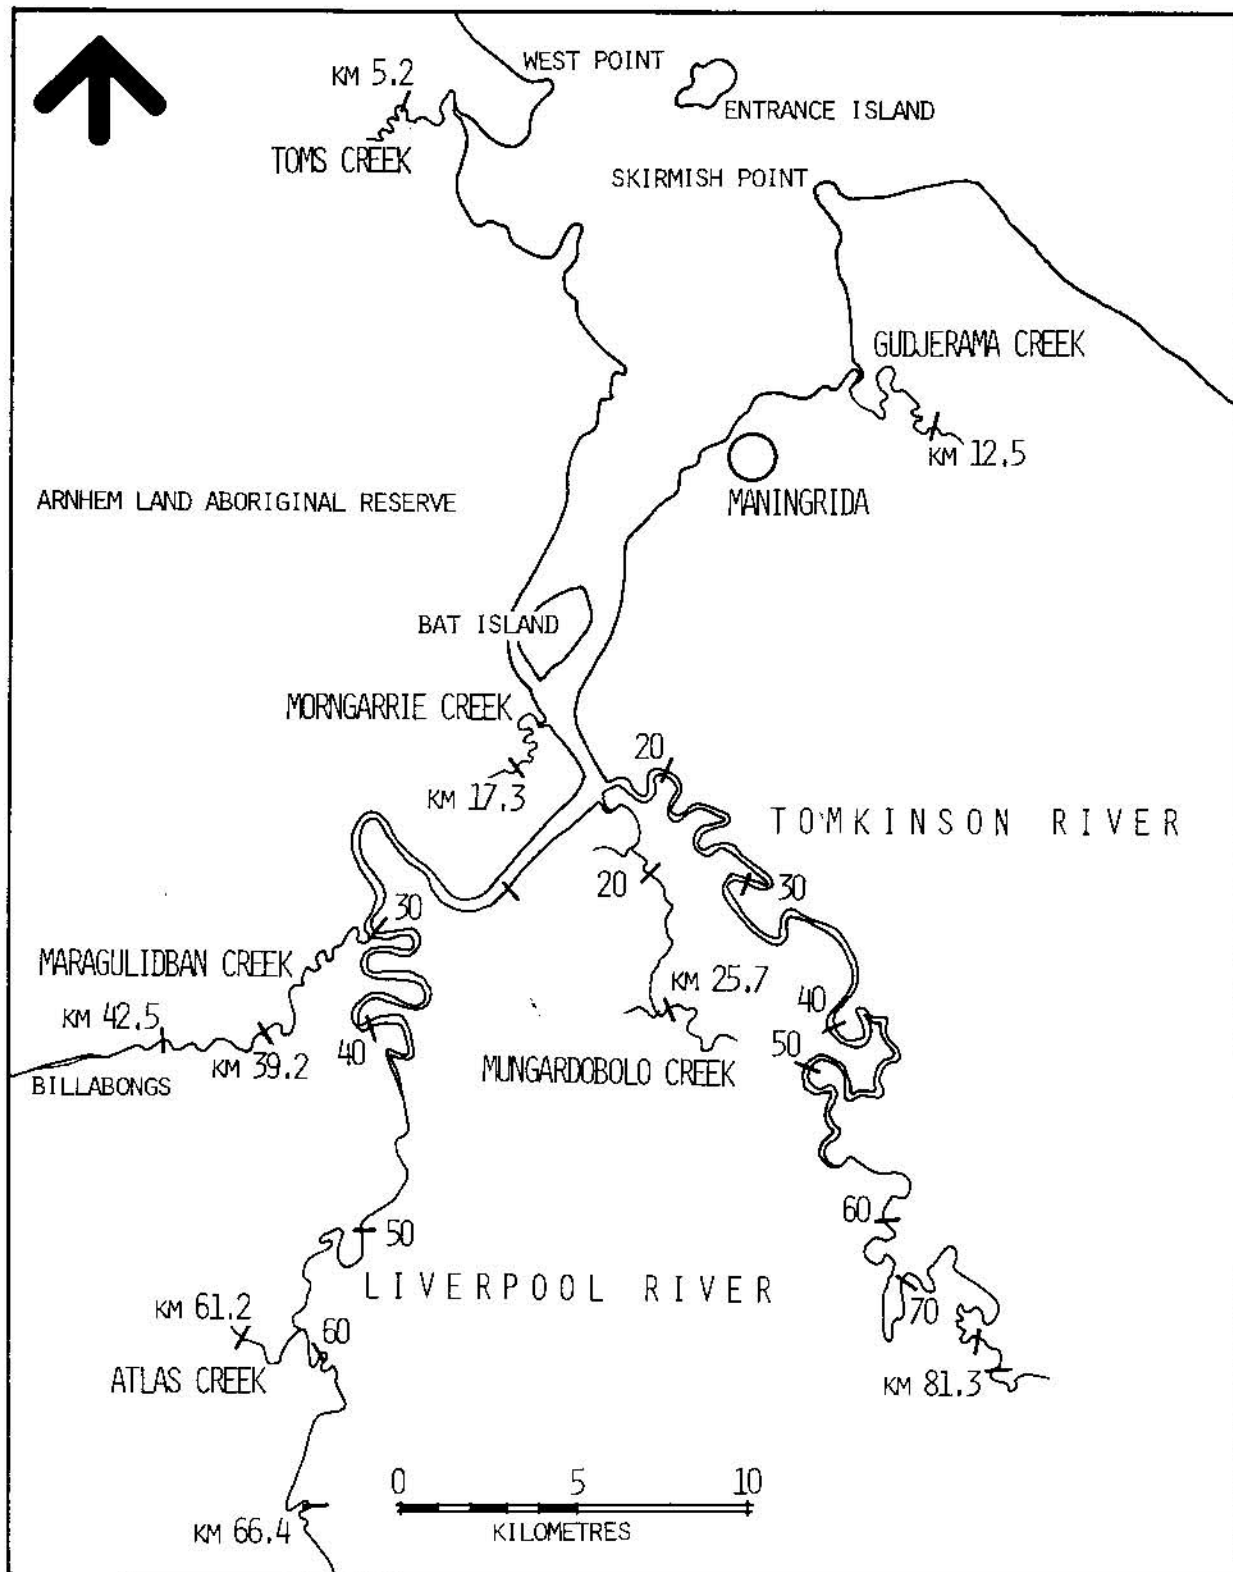 WEST POINT
KM 5.2
ENTRANCE ISLAND
TOMS CREEK
SKIRMISH POINT
GUDJERAMA CREEK
KM 12.5
ARNHEM LAND ABORIGINAL RESERVE
MANINGRIDA
BAT ISLAND
MORNGARRIE CREEK
20
KM 17.3
TOMKINSON RIVER
20
30
30
MARAGULIDBAN CREEK
KM 25.7
KM 42.5
40
40
KM 39.2
50
MUNGARDOBOLO CREEK
BILLABONGS
60
50
LIVERPOOL RIVER
KM 61.2
70
60
ATLAS CREEK
KM 81.3
0 5 10
KM 66.4
KILOMETRES